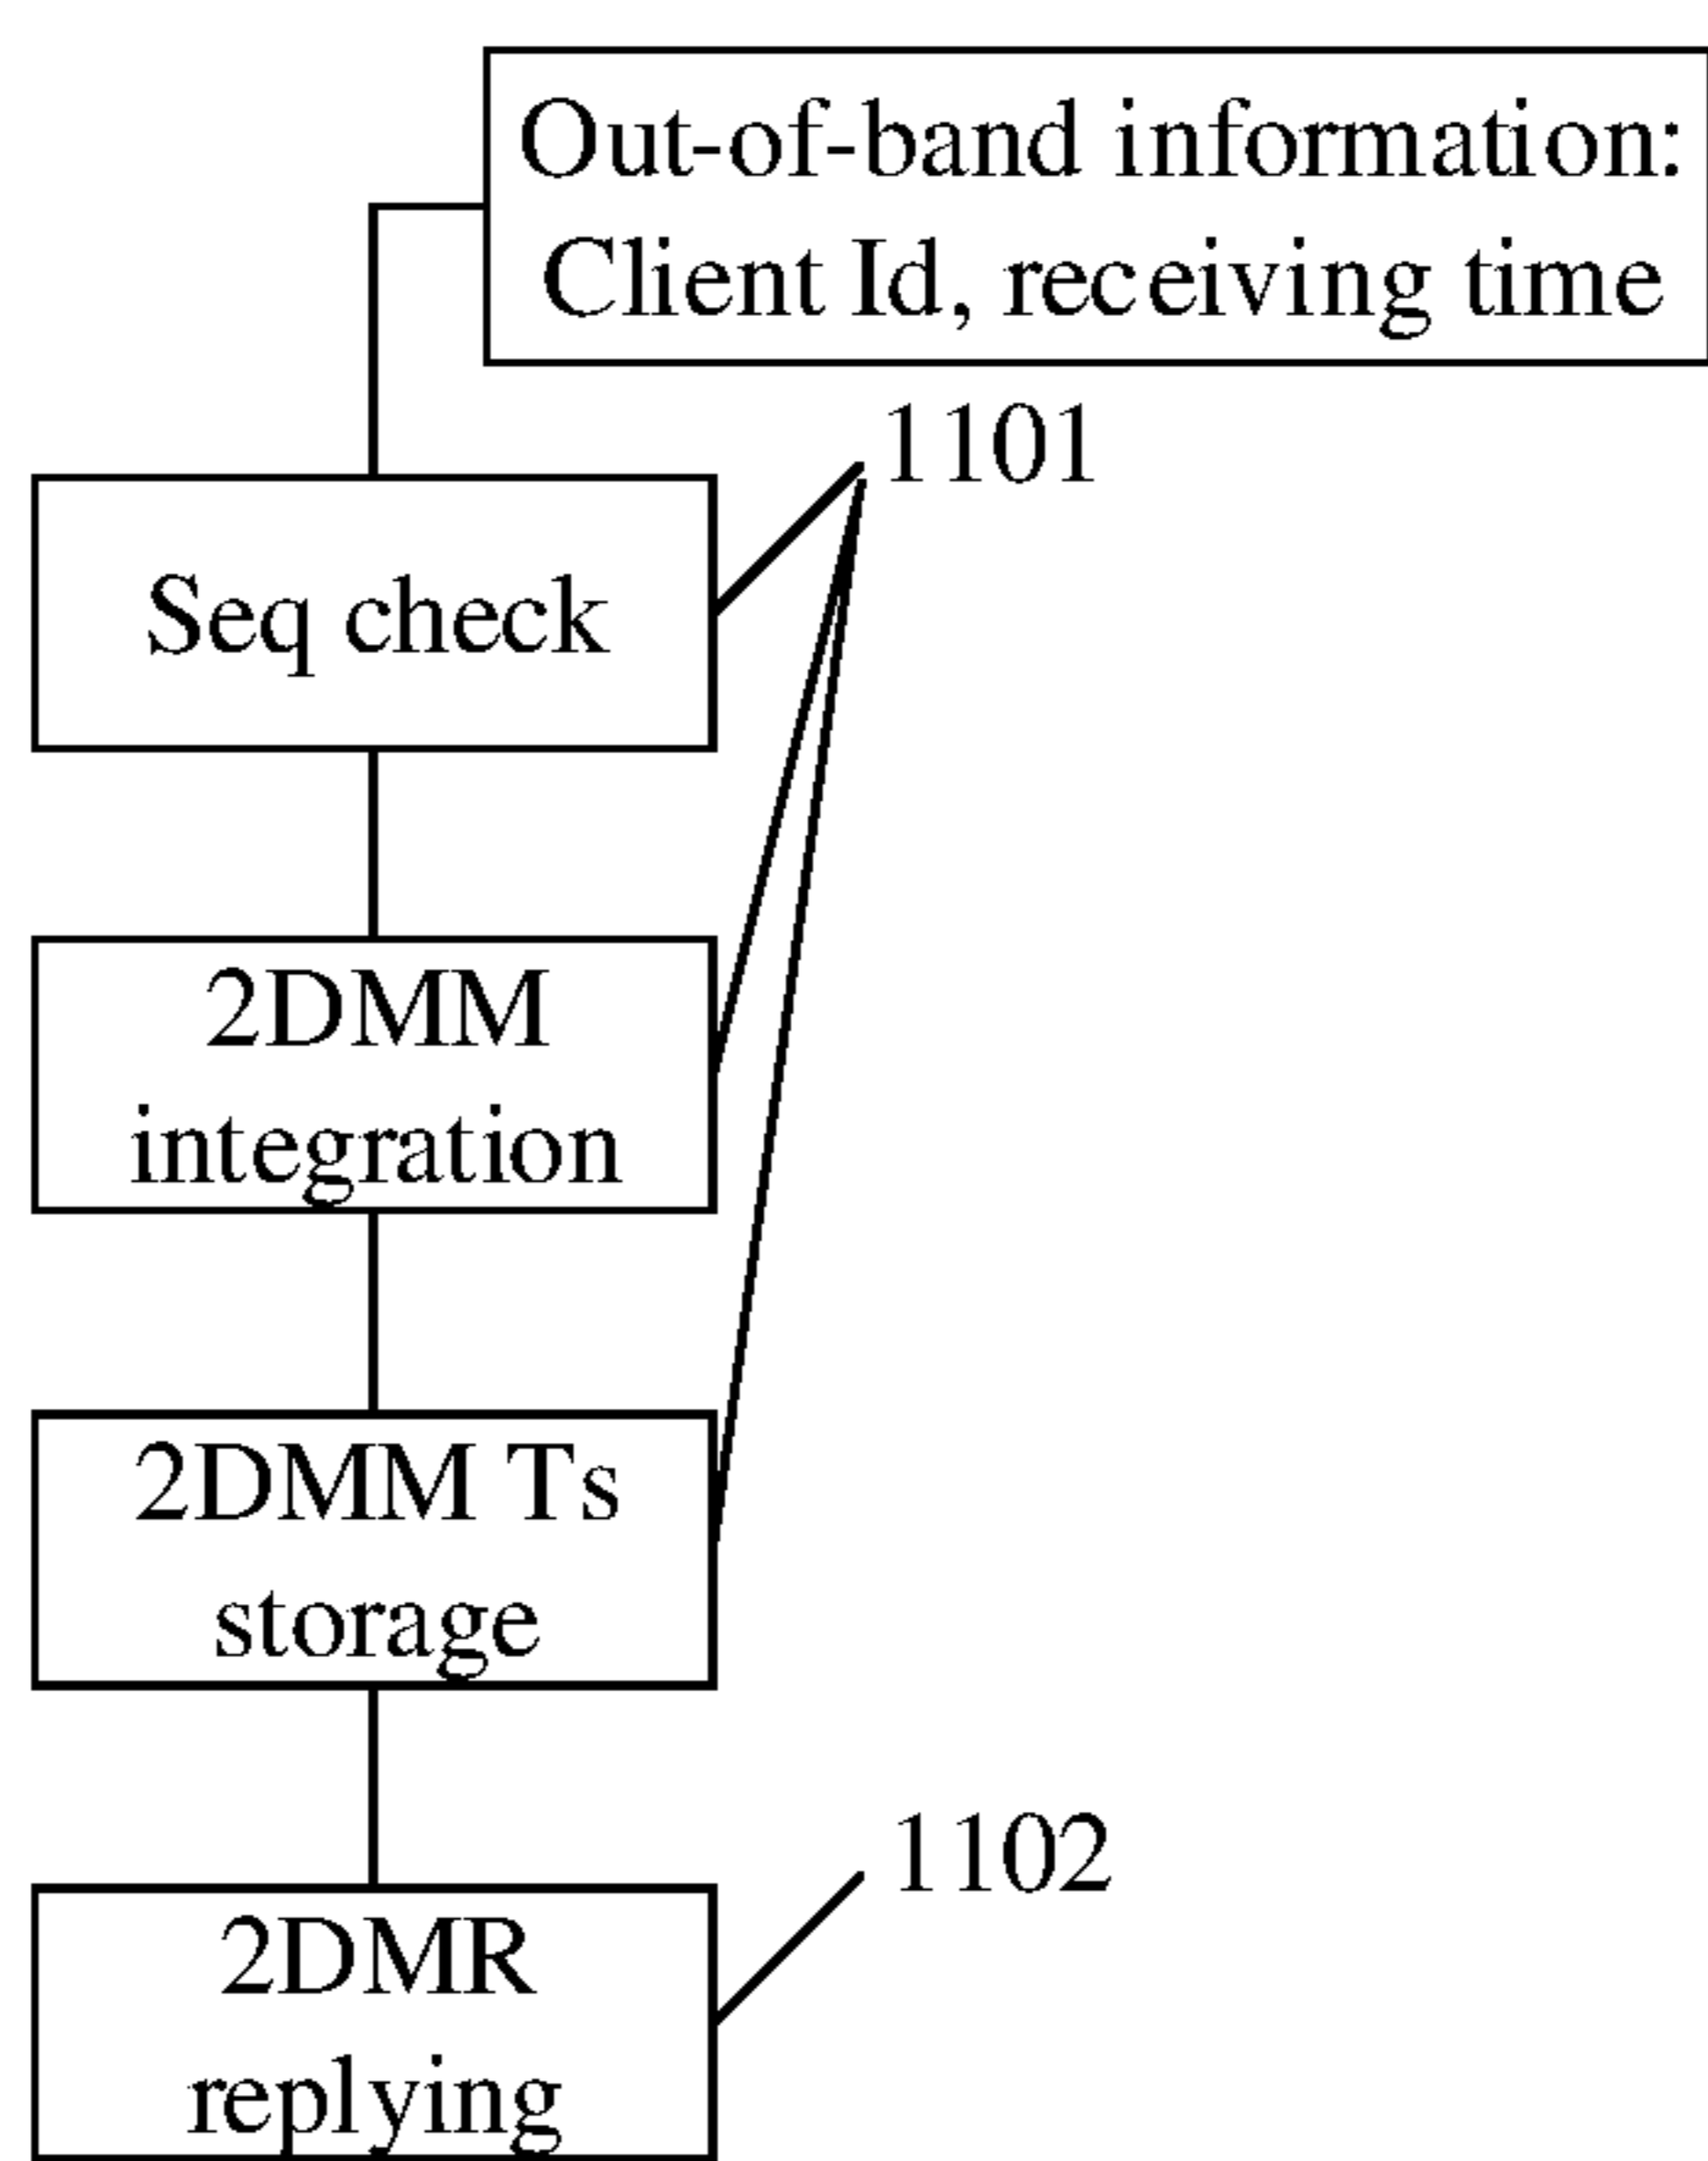 Out-of-band information:
Client Id, receiving time
1101
Seq check
2DMM
integration
2DMM Ts
storage
1102
2DMR
replying